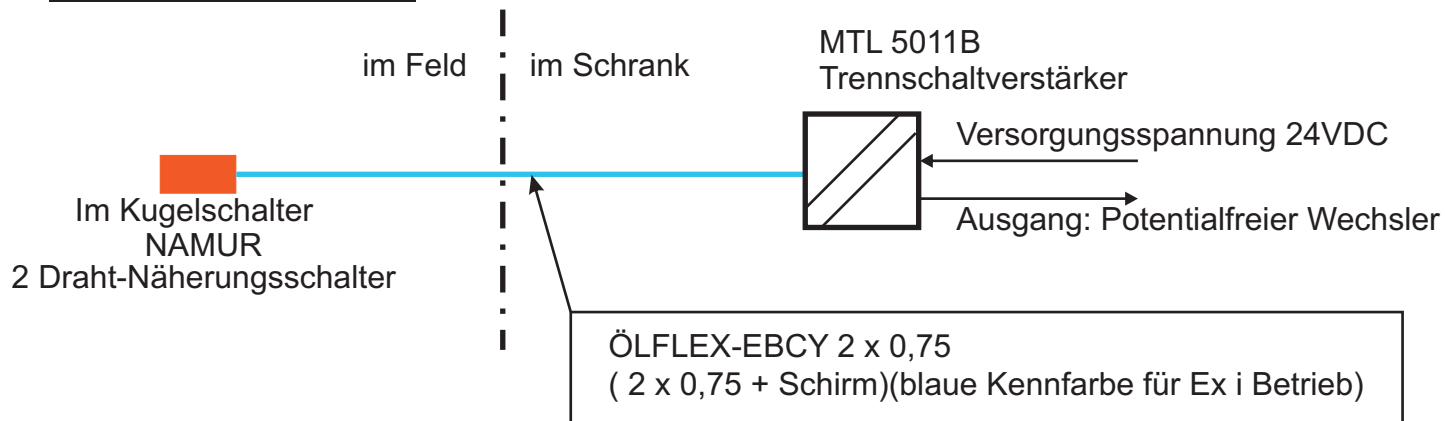 im Feld
im Schrank
MTL 5011B
Trennschaltverstärker
Versorgungsspannung 24VDC
Ausgang: Potentialfreier Wechsler
Im Kugelschalter
NAMUR
2 Draht-Näherungsschalter
ÖLFLEX-EBCY 2 x 0,75
( 2 x 0,75 + Schirm)(blaue Kennfarbe für Ex i Betrieb)